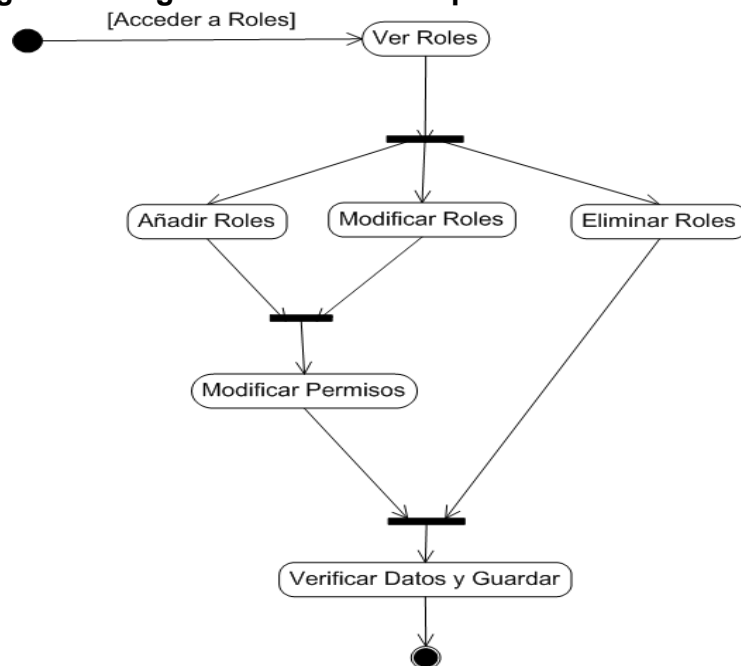 [Acceder a Roles]
Ver Roles
Añadir Roles
Modificar Roles
Eliminar Roles
Modificar Permisos
Verificar Datos y Guardar